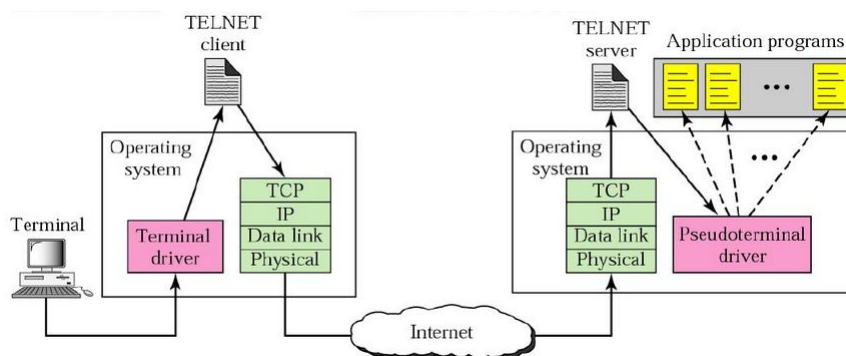 TELNET
client
TELNET
server
Application programs
Operating
system
TCP
IP
Data link
Physical
Terminal
Terminal
driver
Operating
system
TCP
IP
Data link
Physical
Pseudoterminal
driver
Internet